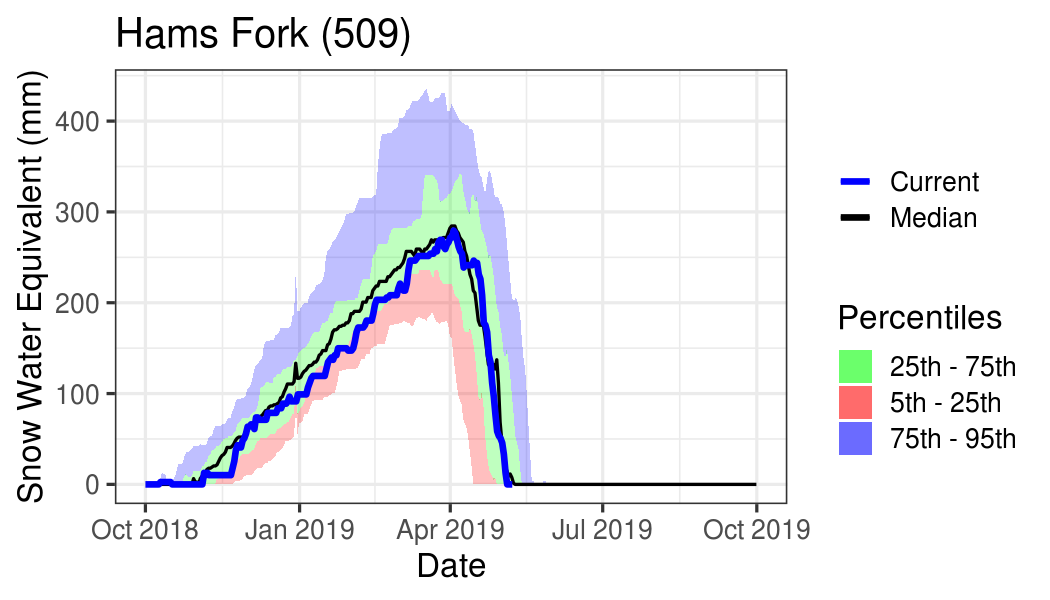 Hams Fork (509)
Snow Water Equivalent (mm)
400
300
200
100
0
Oct 2018
Jan 2019
Apr 2019
Jul 2019
Oct 2019
Date
Current
Median
Percentiles
25th - 75th
5th - 25th
75th - 95th